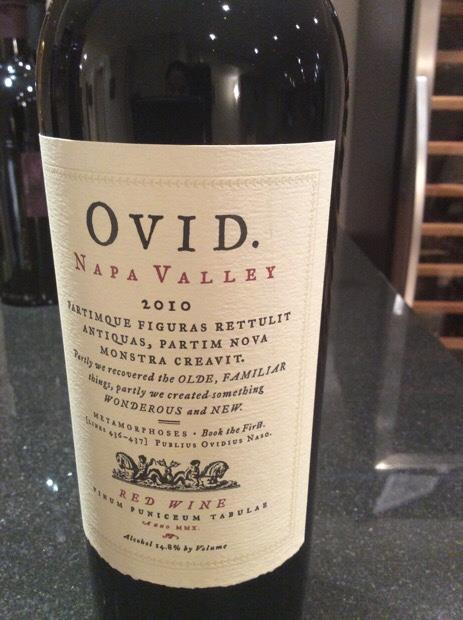 OVID.
NAPA VALLEY
2010
PARTIMQUE FIGURAS RETTULIT
ANTIQUAS, PARTIM NOVA
MONSTRA CREAVIT.
Partly we recovered the OLDE, FAMILIAR
things, partly we created something
WONDEROUS and NEW.
METAMORPHOSES • Book the First.
[LINES 436-437] PUBLIUS OVIDIUS NASO.
RED WINE
VINUM PUNICEUM TABULAE
ANNO MMX.
Alcohol 14.8% by Volume